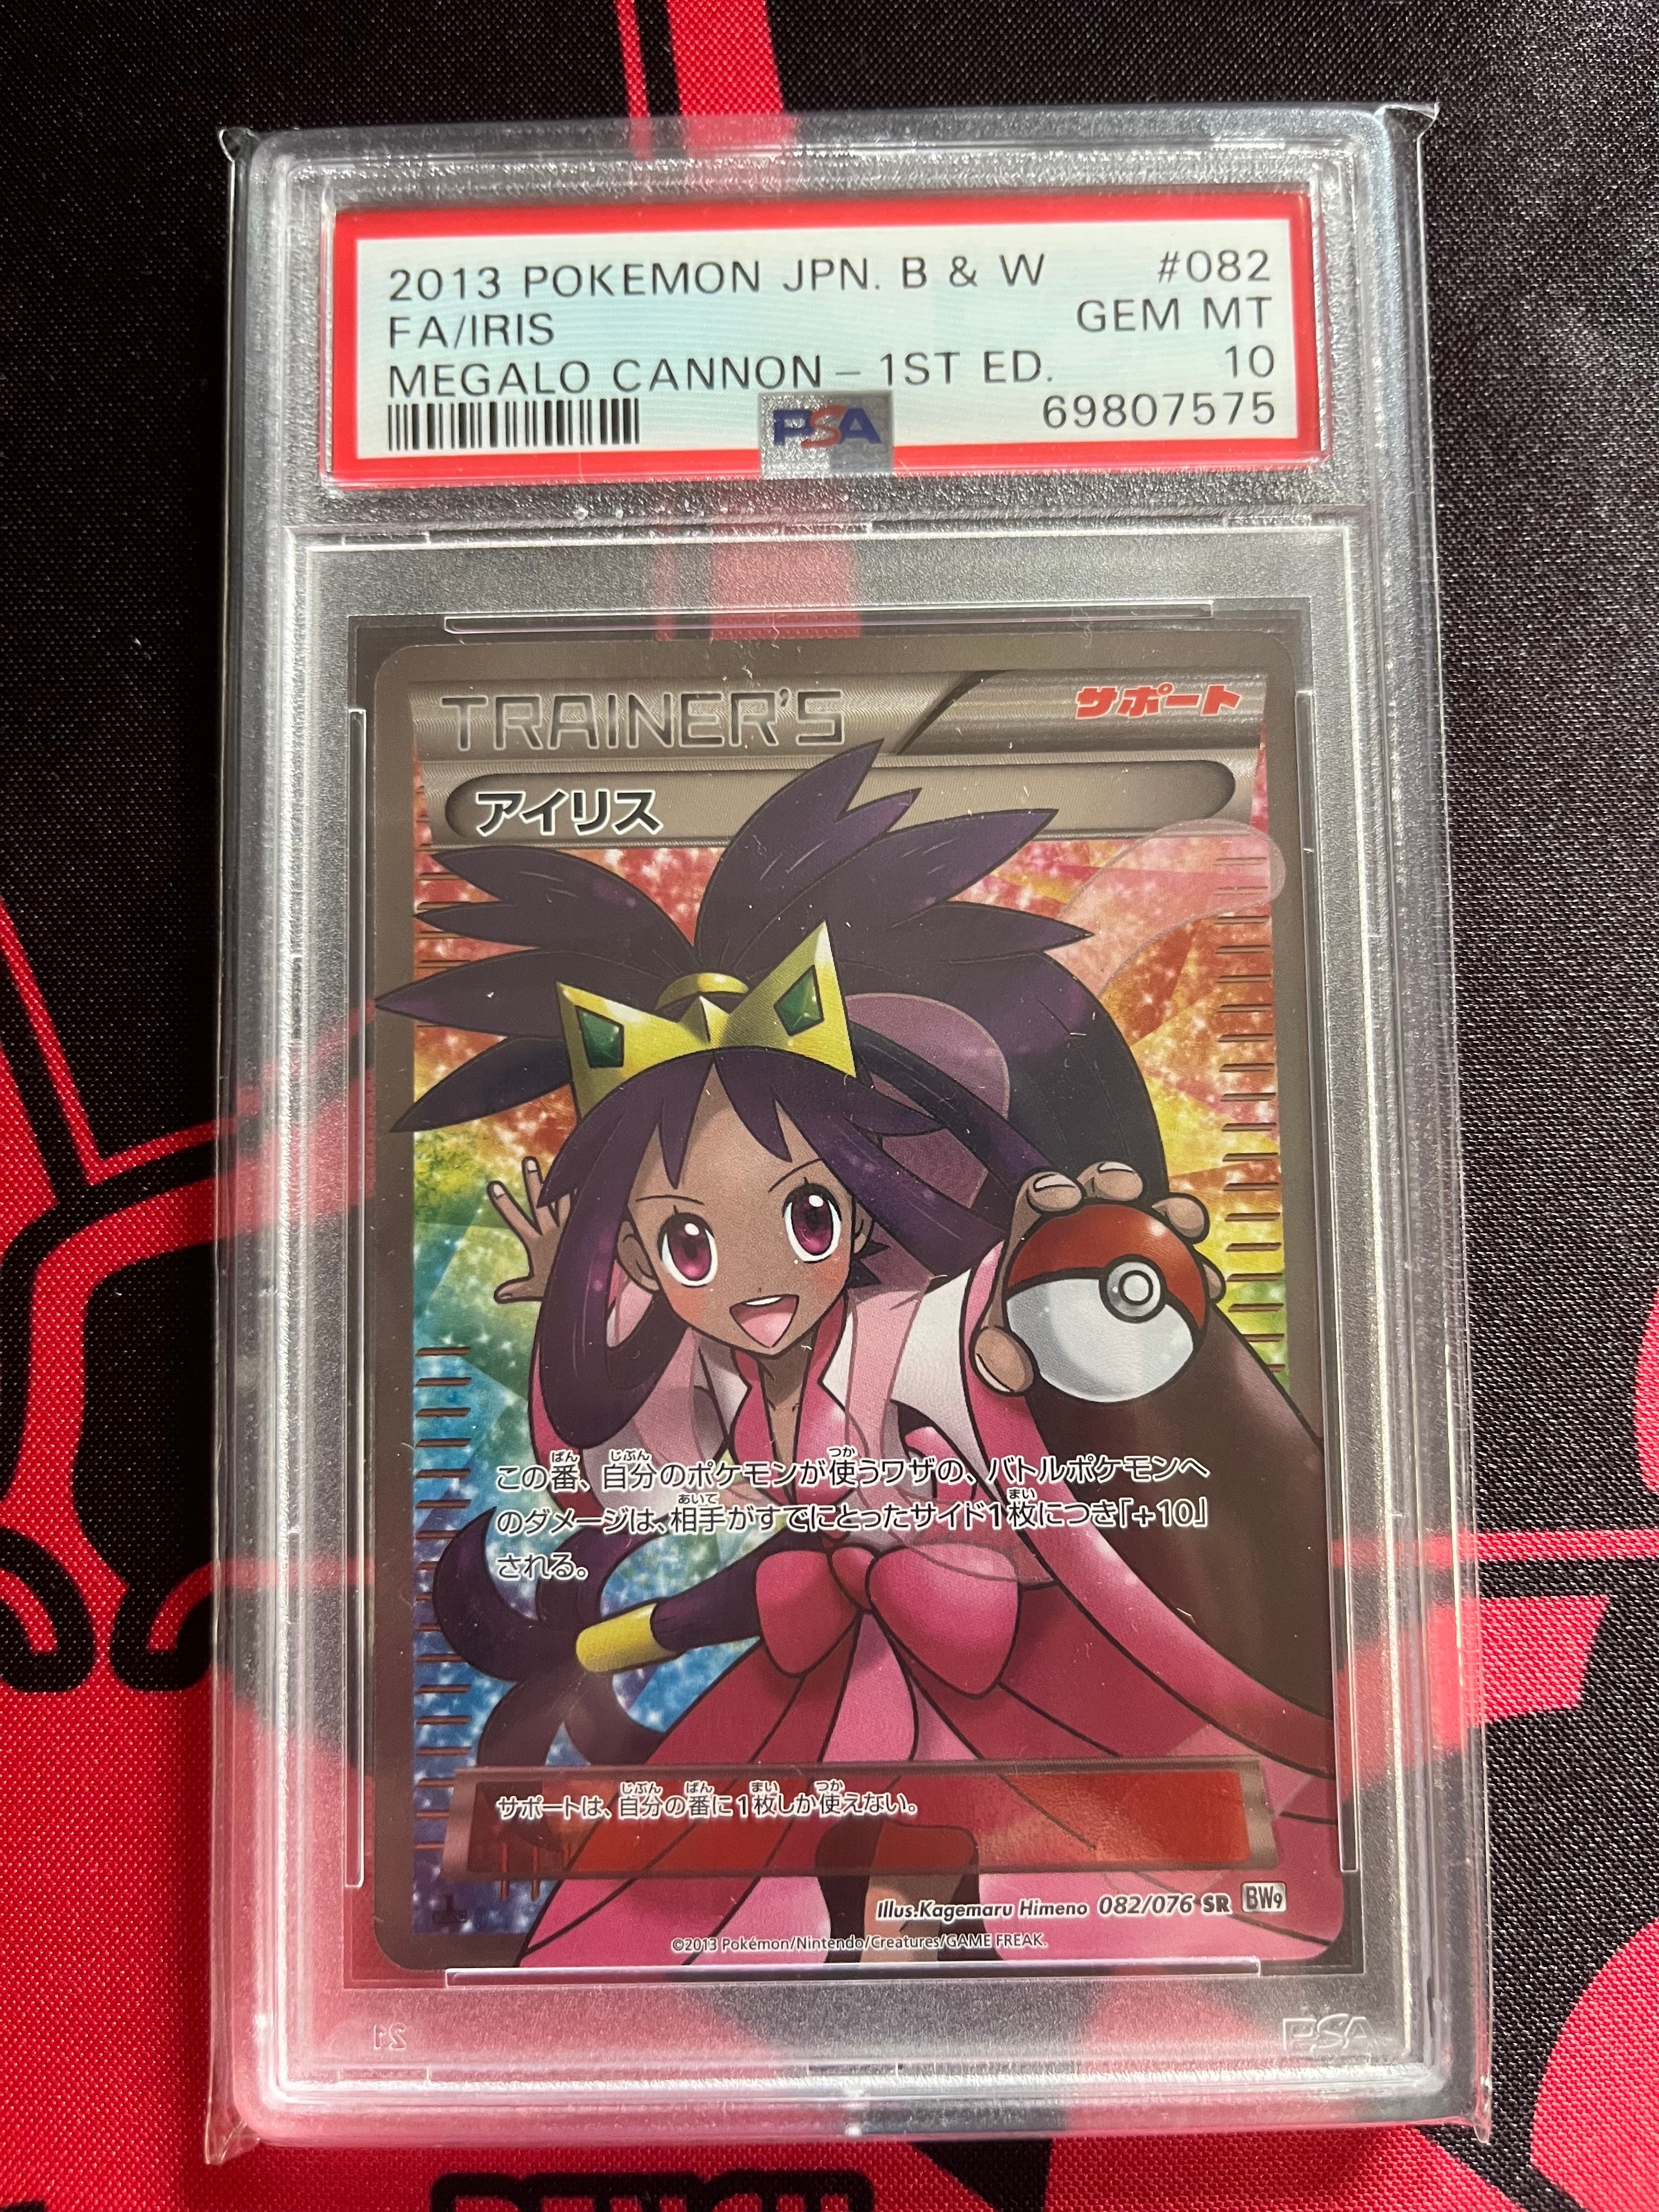 2013 POKEMON JPN. B & W #082
FA/IRIS GEM MT
MEGALO CANNON – 1ST ED. 10
PSA 69807575
TRAINER'S サポート
アイリス
この番、自分のポケモンが使うワザの、バトルポケモンへ
のダメージは、相手がすでにとったサイド1枚につき「+10」
される。
サポートは、自分の番に1枚しか使えない。
Illus.Kagemaru Himeno 082/076 SR BW9
©2013 Pokémon/Nintendo/Creatures/GAME FREAK.
PSA